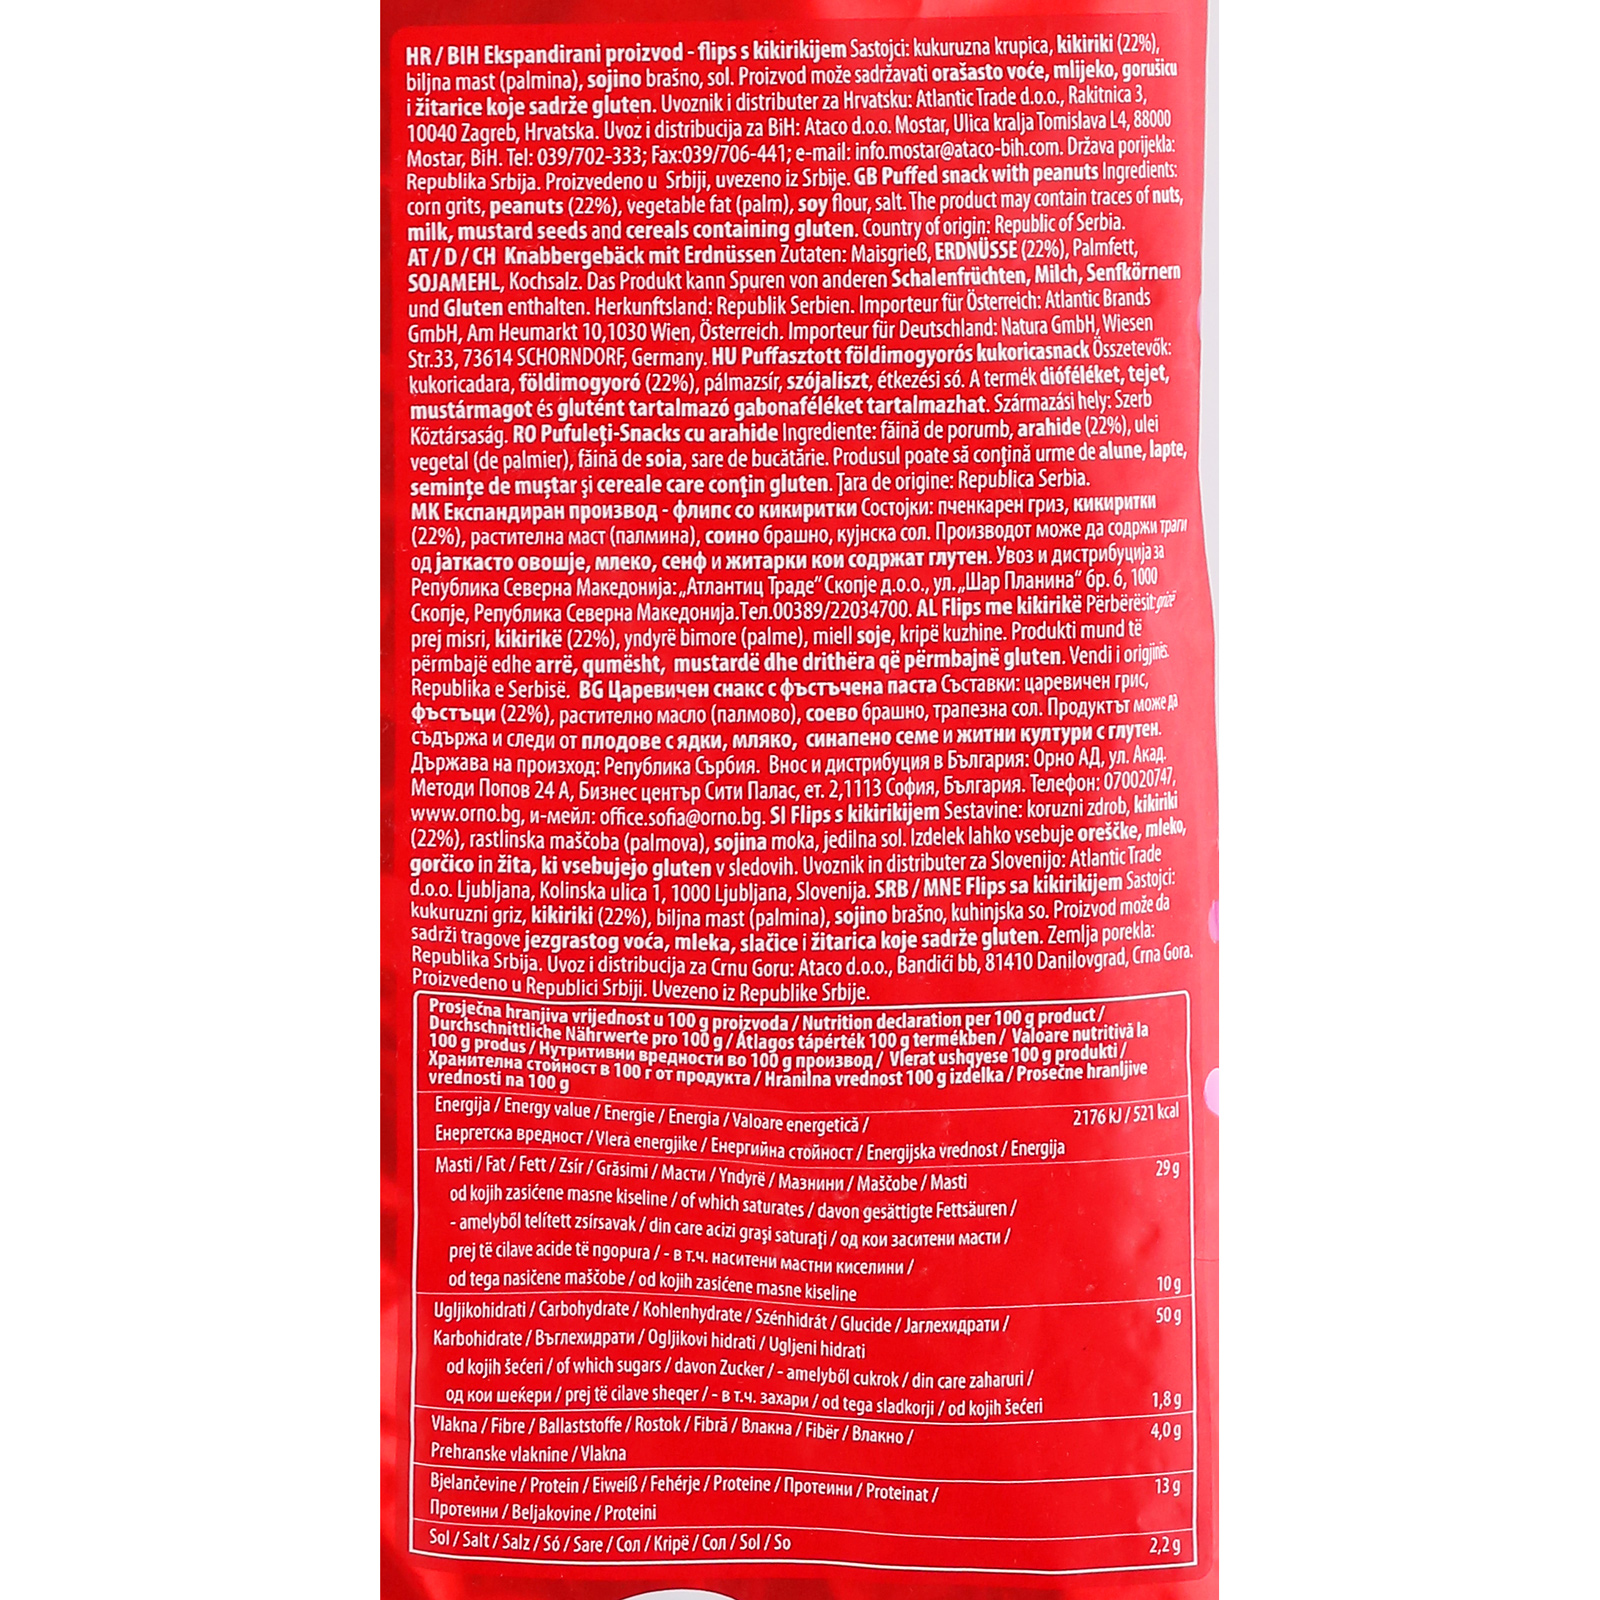 HR / BIH Ekspandirani proizvod - flips s kikirikijem Sastojci: kukuruzna krupica, kikiriki (22%),
biljna mast (palmina), sojino brašno, sol. Proizvod može sadržavati orašasto voće, mlijeko, gorušicu
i žitarice koje sadrže gluten. Uvoznik i distributer za Hrvatsku: Atlantic Trade d.o.o., Rakitnica 3,
10040 Zagreb, Hrvatska. Uvoz i distribucija za BiH: Ataco d.o.o. Mostar, Ulica kralja Tomislava L4, 88000
Mostar, BiH. Tel: 039/702-333; Fax:039/706-441; e-mail: info.mostar@ataco-bih.com. Država porijekla:
Republika Srbija. Proizvedeno u Srbiji, uvezeno iz Srbije. GB Puffed snack with peanuts Ingredients:
corn grits, peanuts (22%), vegetable fat (palm), soy flour, salt. The product may contain traces of nuts,
milk, mustard seeds and cereals containing gluten. Country of origin: Republic of Serbia.
AT / D / CH Knabbergebäck mit Erdnüssen Zutaten: Maisgrieß, ERDNÜSSE (22%), Palmfett,
SOJAMEHL, Kochsalz. Das Produkt kann Spuren von anderen Schalenfrüchten, Milch, Senfkörnern
und Gluten enthalten. Herkunftsland: Republik Serbien. Importeur für Österreich: Atlantic Brands
GmbH, Am Heumarkt 10,1030 Wien, Österreich. Importeur für Deutschland: Natura GmbH, Wiesen
Str.33, 73614 SCHORNDORF, Germany. HU Puffasztott földimogyorós kukoricasnack Összetevők:
kukoricadara, földimogyoró (22%), pálmazsír, szójaliszt, étkezési só. A termék dióféléket, tejet,
mustármagot és glutént tartalmazó gabonaféléket tartalmazhat. Származási hely: Szerb
Köztársaság. RO Pufuleți-Snacks cu arahide Ingrediente: făină de porumb, arahide (22%), ulei
vegetal (de palmier), făină de soia, sare de bucătărie. Produsul poate să conțină urme de alune, lapte,
semințe de muștar și cereale care conțin gluten. Țara de origine: Republica Serbia.
МК Експандиран производ - флипс со кикиритки Состојки: пченкарен гриз, кикиритки
(22%), растителна маст (палмина), соино брашно, кујнска сол. Производот може да содржи траги
од јаткасто овошје, млеко, сенф и житарки кои содржат глутен. Увоз и дистрибуција за
Република Северна Македонија: „Атлантиц Траде” Скопје д.о.о., ул. „Шар Планина“ бр. 6, 1000
Скопје, Република Северна Македонија.Тел.00389/22034700. AL Flips me kikirikë Përbërësit: grizë
prej misri, kikirikë (22%), yndyrë bimore (palme), miell soje, kripë kuzhine. Produkti mund të
përmbajë edhe arrë, qumësht, mustardë dhe drithëra që përmbajnë gluten. Vendi i origjinës:
Republika e Serbisë. BG Царевичен снакс с фъстъчена паста Съставки: царевичен грис,
фъстъци (22%), растително масло (палмово), соево брашно, трапезна сол. Продуктът може да
съдържа и следи от плодове с ядки, мляко, синапено семе и житни култури с глутен.
Държава на произход: Република Сърбия. Внос и дистрибуция в България: Орно АД, ул. Акад.
Методи Попов 24 А, Бизнес център Сити Палас, ет. 2,1113 София, България. Телефон: 070020747,
www.orno.bg, и-мейл: office.sofia@orno.bg. SI Flips s kikirikijem Sestavine: koruzni zdrob, kikiriki
(22%), rastlinska maščoba (palmova), sojina moka, jedilna sol. Izdelek lahko vsebuje oreščke, mleko,
gorčico in žita, ki vsebujejo gluten v sledovih. Uvoznik in distributer za Slovenijo: Atlantic Trade
d.o.o. Ljubljana, Kolinska ulica 1, 1000 Ljubljana, Slovenija. SRB / MNE Flips sa kikirikijem Sastojci:
kukuruzni griz, kikiriki (22%), biljna mast (palmina), sojino brašno, kuhinjska so. Proizvod može da
sadrži tragove jezgrastog voća, mleka, slačice i žitarica koje sadrže gluten. Zemlja porekla:
Republika Srbija. Uvoz i distribucija za Crnu Goru: Ataco d.o.o., Bandići bb, 81410 Danilovgrad, Crna Gora.
Proizvedeno u Republici Srbiji. Uvezeno iz Republike Srbije.
Prosječna hranjiva vrijednost u 100 g proizvoda / Nutrition declaration per 100 g product /
Durchschnittliche Nährwerte pro 100 g / Átlagos tápérték 100 g termékben / Valoare nutritivă la
100 g produs / Нутритивни вредности во 100 g производ / Vlerat ushqyese 100 g produkti /
Хранителна стойност в 100 г от продукта / Hranilna vrednost 100 g izdelka / Prosečne hranljive
vrednosti na 100 g
Energija / Energy value / Energie / Energia / Valoare energetică / 2176 kJ / 521 kcal
Енергетска вредност / Vlera energjike / Енергийна стойност / Energijska vrednost / Energija
Masti / Fat / Fett / Zsír / Grăsimi / Масти / Yndyrë / Мазнини / Maščobe / Masti 29 g
od kojih zasićene masne kiseline / of which saturates / davon gesättigte Fettsäuren /
- amelyből telített zsírsavak / din care acizi grași saturați / од кои заситени масти /
prej të cilave acide të ngopura / - в т.ч. наситени мастни киселини /
od tega nasičene maščobe / od kojih zasićene masne kiseline 10 g
Ugljikohidrati / Carbohydrate / Kohlenhydrate / Szénhidrát / Glucide / Јаглехидрати / 50 g
Karbohidrate / Въглехидрати / Ogljikovi hidrati / Ugljeni hidrati
od kojih šećeri / of which sugars / davon Zucker / - amelyből cukrok / din care zaharuri /
од кои шеќери / prej të cilave sheqer / - в т.ч. захари / od tega sladkorji / od kojih šećeri 1,8 g
Vlakna / Fibre / Ballaststoffe / Rostok / Fibră / Влакна / Fibër / Влакно / 4,0 g
Prehranske vlaknine / Vlakna
Bjelančevine / Protein / Eiweiß / Fehérje / Proteine / Протеини / Proteinat / 13 g
Протеини / Beljakovine / Proteini
Sol / Salt / Salz / Só / Sare / Сол / Kripë / Сол / Sol / So 2,2 g